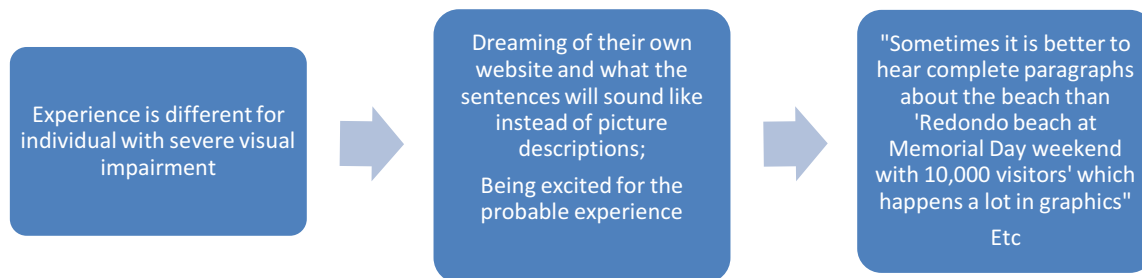 Experience is different for
individual with severe visual
impairment
Dreaming of their own
website and what the
sentences will sound like
instead of picture
descriptions;
Being excited for the
probable experience
"Sometimes it is better to
hear complete paragraphs
about the beach than
'Redondo beach at
Memorial Day weekend
with 10,000 visitors' which
happens a lot in graphics"
Etc